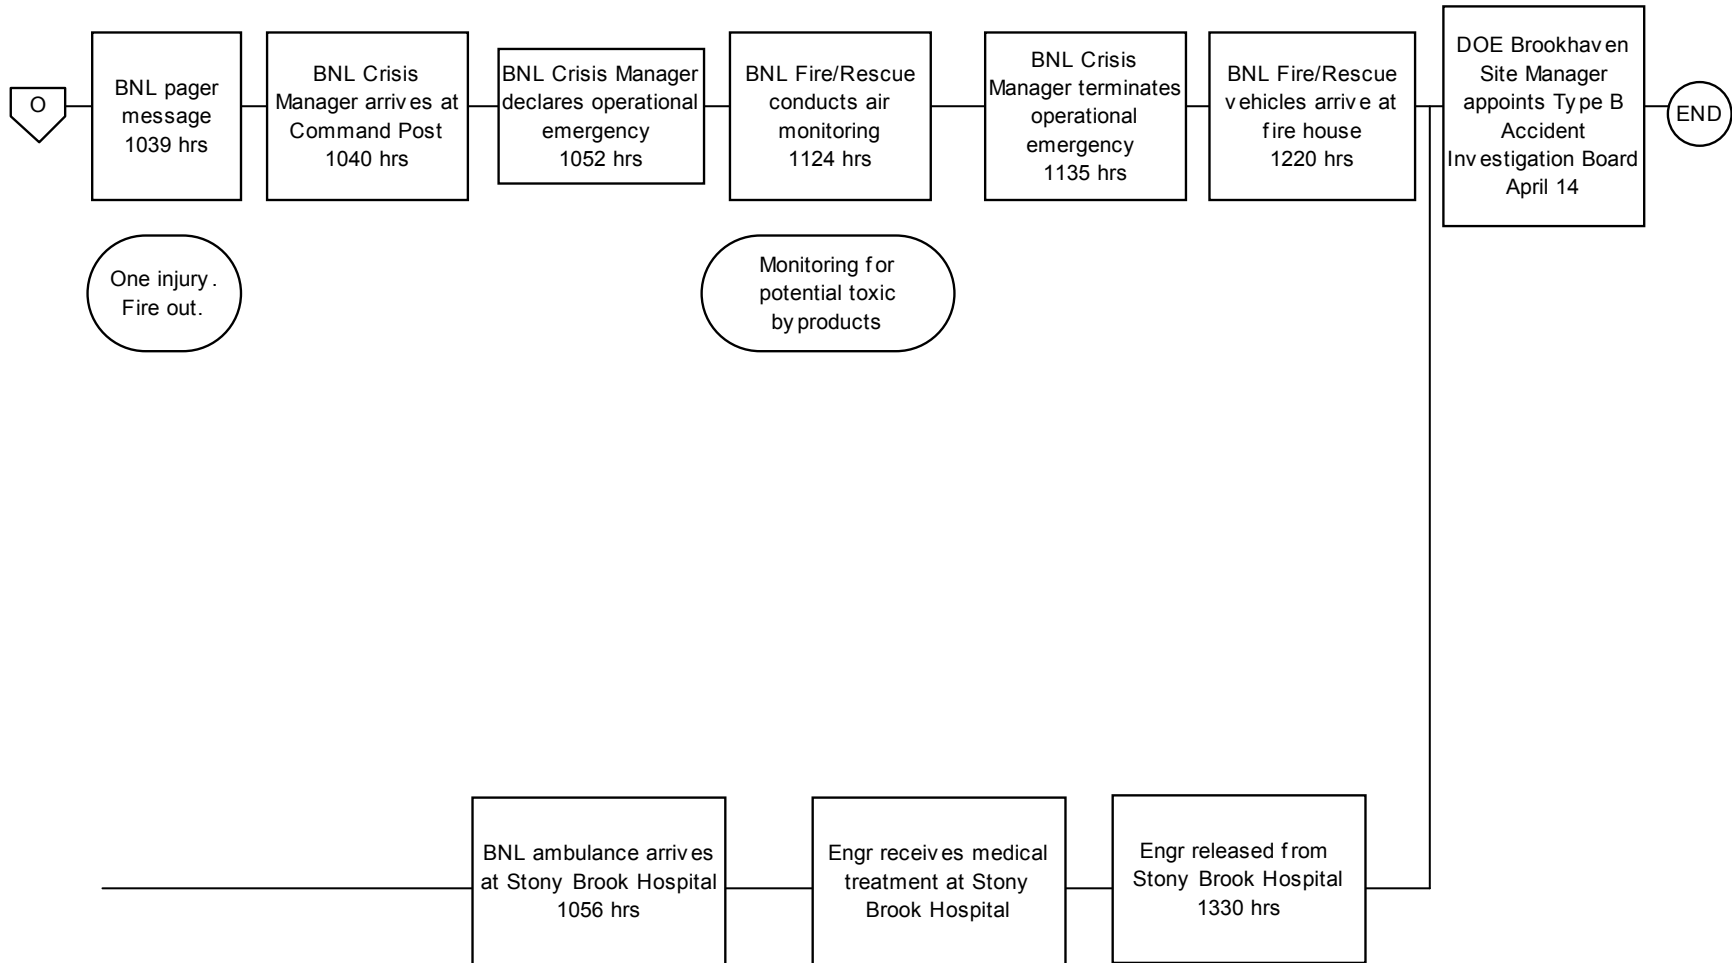 O
BNL pager
message
1039 hrs
BNL Crisis
Manager arrives at
Command Post
1040 hrs
BNL Crisis Manager
declares operational
emergency
1052 hrs
BNL Fire/Rescue
conducts air
monitoring
1124 hrs
BNL Crisis
Manager terminates
operational
emergency
1135 hrs
BNL Fire/Rescue
vehicles arrive at
fire house
1220 hrs
DOE Brookhaven
Site Manager
appoints Type B
Accident
Investigation Board
April 14
END
One injury.
Fire out.
Monitoring for
potential toxic
byproducts
BNL ambulance arrives
at Stony Brook Hospital
1056 hrs
Engr receives medical
treatment at Stony
Brook Hospital
Engr released from
Stony Brook Hospital
1330 hrs